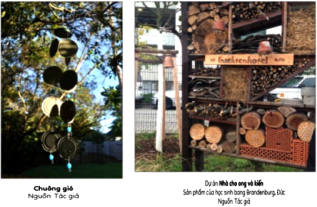 Insektenhotel
Chuông gió
Nguồn: Tác giả
Dự án Nhà cho ong và kiến
Sản phẩm của học sinh bang Brandenburg, Đức
Nguồn: Tác giả